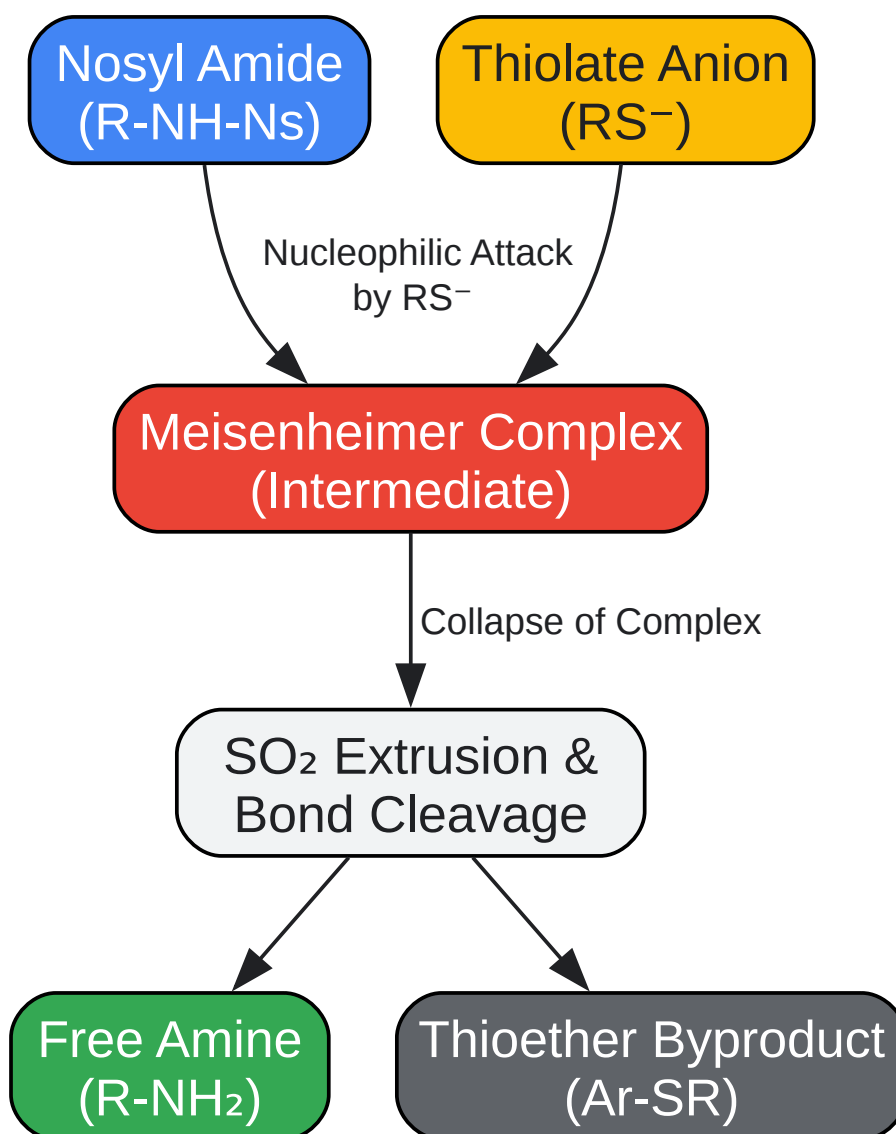 Nosyl Amide
(R-NH-Ns)
Thiolate Anion
(RS⁻)
Nucleophilic Attack
by RS⁻
Meisenheimer Complex
(Intermediate)
Collapse of Complex
SO₂ Extrusion &
Bond Cleavage
Free Amine
(R-NH₂)
Thioether Byproduct
(Ar-SR)